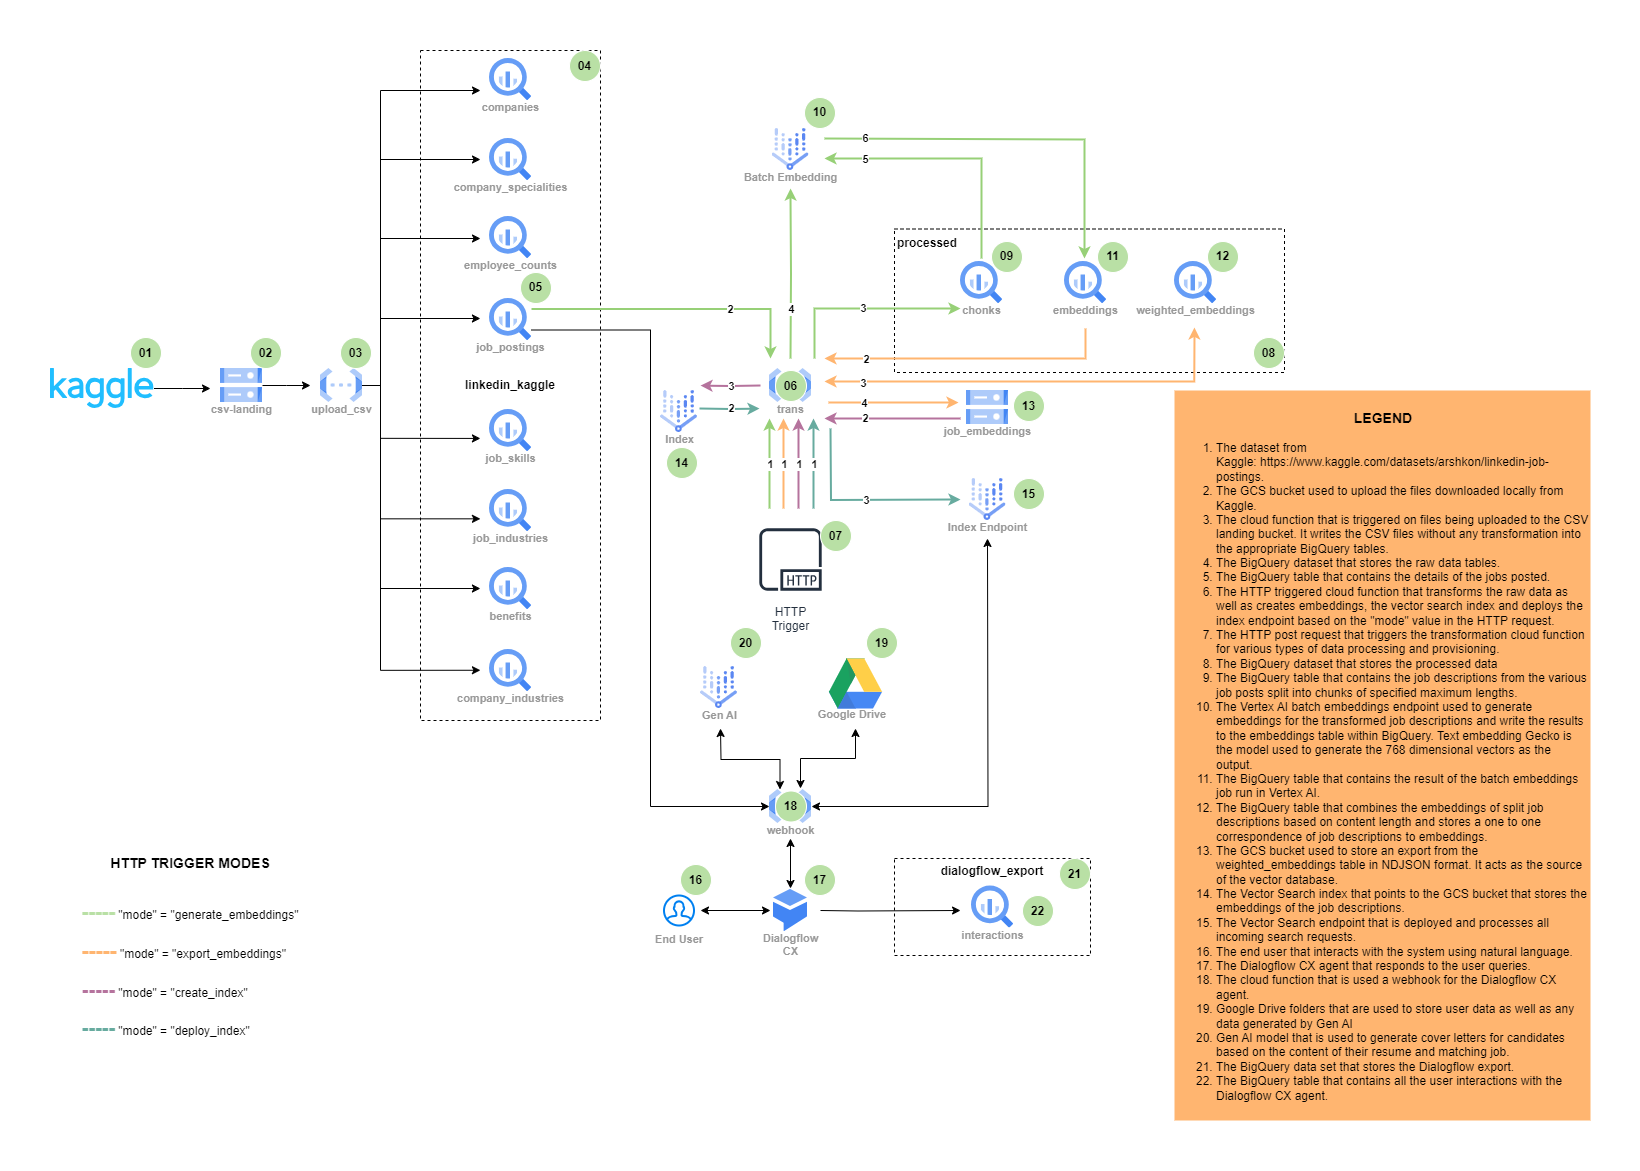 04
companies
company_specialities
employee_counts
05
job_postings
linkedin_kaggle
job_skills
job_industries
benefits
company_industries
01
kaggle
02
csv-landing
03
upload_csv
10
Batch Embedding
6
5
4
2
3
processed
09
chonks
11
embeddings
12
weighted_embeddings
08
2
3
06
trans
3
2
Index
14
4
2
13
job_embeddings
1
1
1
1
3
15
Index Endpoint
07
HTTP
HTTP
Trigger
20
Gen AI
19
Google Drive
18
webhook
16
End User
17
Dialogflow
CX
dialogflow_export
21
22
interactions
HTTP TRIGGER MODES
"mode" = "generate_embeddings"
"mode" = "export_embeddings"
"mode" = "create_index"
"mode" = "deploy_index"
LEGEND
1. The dataset from
Kaggle: https://www.kaggle.com/datasets/arshkon/linkedin-job-
postings.
2. The GCS bucket used to upload the files downloaded locally from
Kaggle.
3. The cloud function that is triggered on files being uploaded to the CSV
landing bucket. It writes the CSV files without any transformation into
the appropriate BigQuery tables.
4. The BigQuery dataset that stores the raw data tables.
5. The BigQuery table that contains the details of the jobs posted.
6. The HTTP triggered cloud function that transforms the raw data as
well as creates embeddings, the vector search index and deploys the
index endpoint based on the "mode" value in the HTTP request.
7. The HTTP post request that triggers the transformation cloud function
for various types of data processing and provisioning.
8. The BigQuery dataset that stores the processed data
9. The BigQuery table that contains the job descriptions from the various
job posts split into chunks of specified maximum lengths.
10. The Vertex AI batch embeddings endpoint used to generate
embeddings for the transformed job descriptions and write the results
to the embeddings table within BigQuery. Text embedding Gecko is
the model used to generate the 768 dimensional vectors as the
output.
11. The BigQuery table that contains the result of the batch embeddings
job run in Vertex AI.
12. The BigQuery table that combines the embeddings of split job
descriptions based on content length and stores a one to one
correspondence of job descriptions to embeddings.
13. The GCS bucket used to store an export from the
weighted_embeddings table in NDJSON format. It acts as the source
of the vector database.
14. The Vector Search index that points to the GCS bucket that stores the
embeddings of the job descriptions.
15. The Vector Search endpoint that is deployed and processes all
incoming search requests.
16. The end user that interacts with the system using natural language.
17. The Dialogflow CX agent that responds to the user queries.
18. The cloud function that is used a webhook for the Dialogflow CX
agent.
19. Google Drive folders that are used to store user data as well as any
data generated by Gen AI
20. Gen AI model that is used to generate cover letters for candidates
based on the content of their resume and matching job.
21. The BigQuery data set that stores the Dialogflow export.
22. The BigQuery table that contains all the user interactions with the
Dialogflow CX agent.